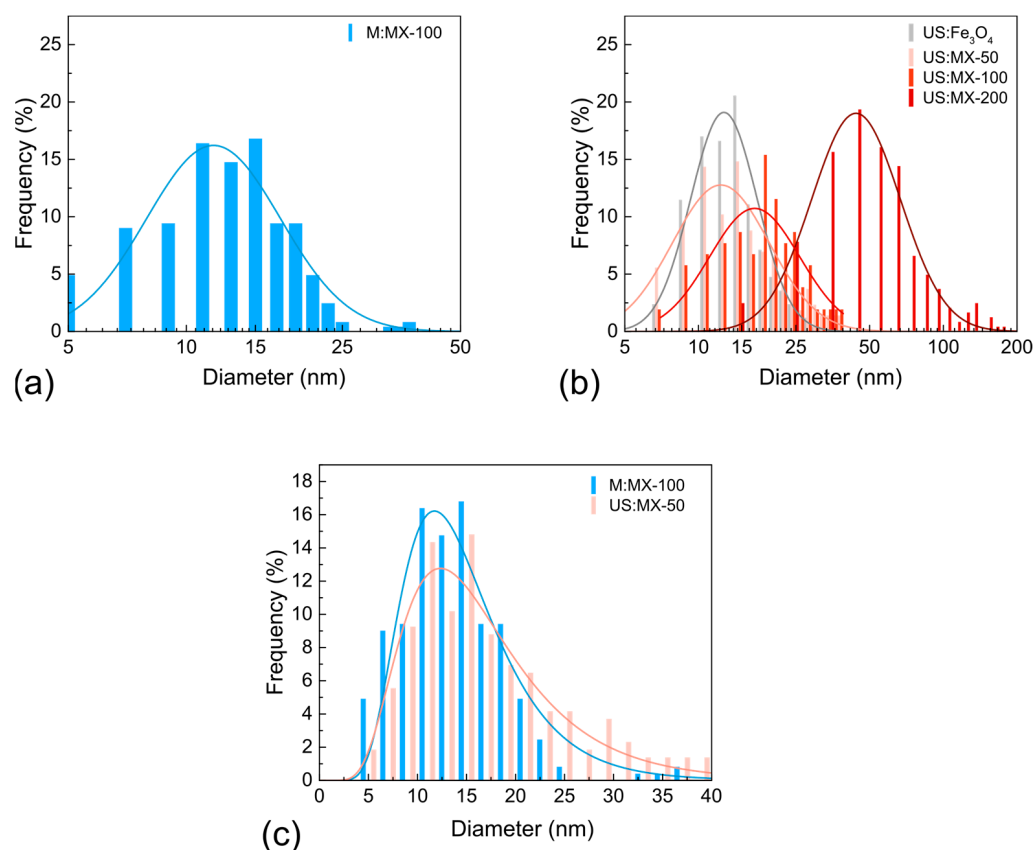 M:MX-100
25
20
15
10
5
0
Frequency (%)
5 10 15 25 50
Diameter (nm)
(a)
US:Fe₃O₄
US:MX-50
US:MX-100
US:MX-200
25
20
15
10
5
0
Frequency (%)
5 10 15 25 50 100 200
Diameter (nm)
(b)
M:MX-100
US:MX-50
18
16
14
12
10
8
6
4
2
0
Frequency (%)
0 5 10 15 20 25 30 35 40
Diameter (nm)
(c)